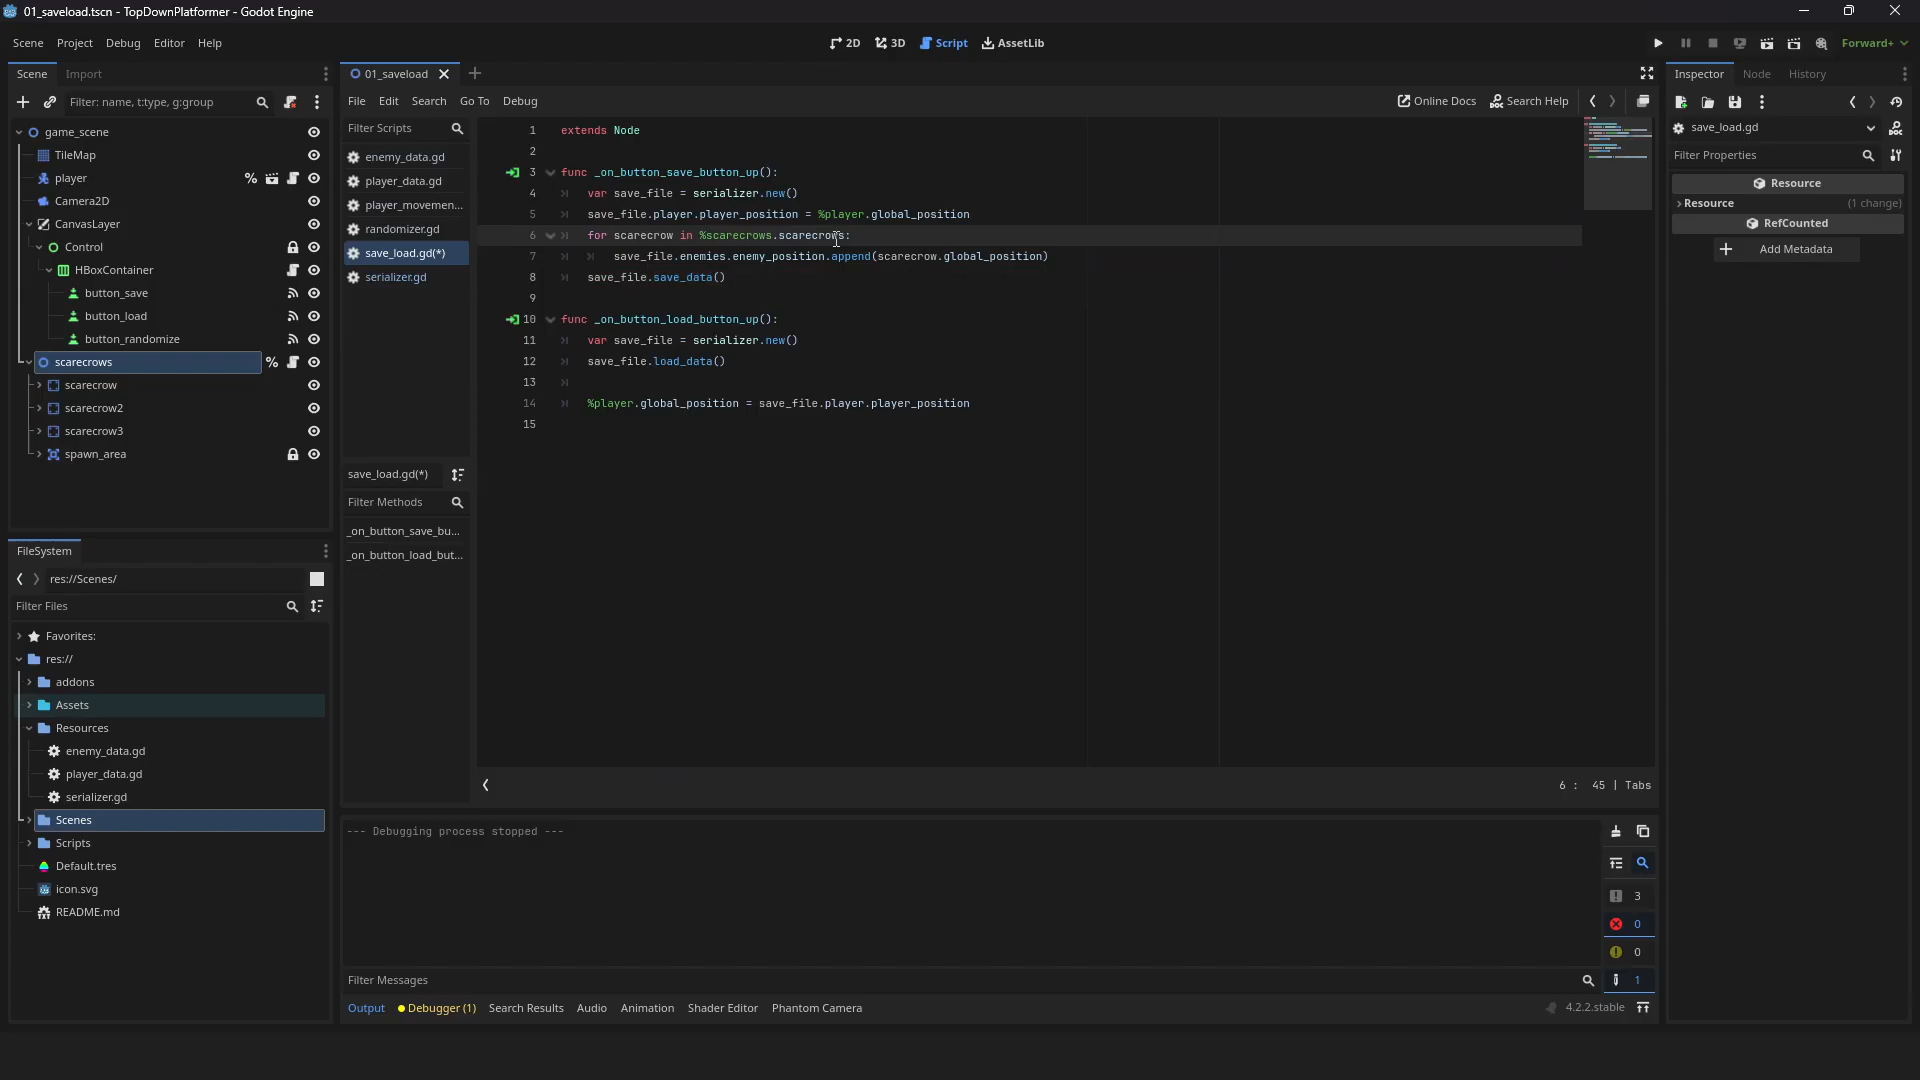 01_saveload.tscn - TopDownPlatformer - Godot Engine
Scene Project Debug Editor Help
2D 3D Script AssetLib
Forward+
Scene Import
Filter: name, t:type, g:group
game_scene
TileMap
player
Camera2D
CanvasLayer
Control
HBoxContainer
button_save
button_load
button_randomize
scarecrows
scarecrow
scarecrow2
scarecrow3
spawn_area
FileSystem
res://Scenes/
Filter Files
Favorites:
res://
addons
Assets
Resources
enemy_data.gd
player_data.gd
serializer.gd
Scenes
Scripts
Default.tres
icon.svg
README.md
01_saveload
File Edit Search Go To Debug
Online Docs Search Help
Filter Scripts
enemy_data.gd
player_data.gd
player_movemen...
randomizer.gd
save_load.gd(*)
serializer.gd
save_load.gd(*)
Filter Methods
_on_button_save_bu...
_on_button_load_but...
1 extends Node
2
3 func _on_button_save_button_up():
4 var save_file = serializer.new()
5 save_file.player.player_position = %player.global_position
6 for scarecrow in %scarecrows.scarecrows:
7 save_file.enemies.enemy_position.append(scarecrow.global_position)
8 save_file.save_data()
9
10 func _on_button_load_button_up():
11 var save_file = serializer.new()
12 save_file.load_data()
13
14 %player.global_position = save_file.player.player_position
15
6 : 45 | Tabs
--- Debugging process stopped ---
3
0
0
1
Filter Messages
Output Debugger (1) Search Results Audio Animation Shader Editor Phantom Camera
4.2.2.stable
Inspector Node History
save_load.gd
Filter Properties
Resource
Resource (1 change)
RefCounted
Add Metadata